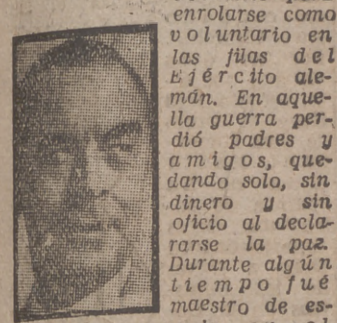 enrolarse como
voluntario en
las filas del
Ejército ale-
mán. En aque-
lla guerra per-
dió padres y
amigos, que-
dando solo, sin
dinero y sin
oficio al decla-
rarse la paz.
Durante algún
tiempo fué
maestro de es-